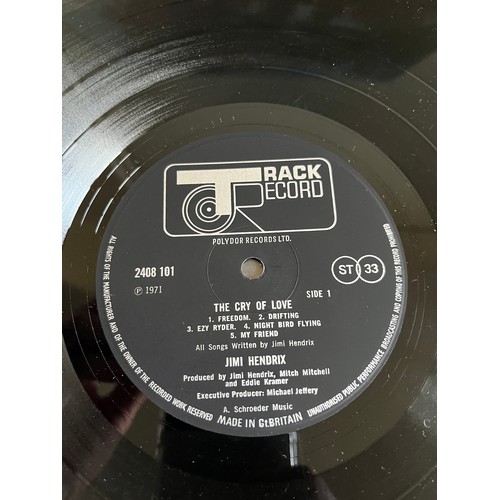 TRACK
RECORD
POLYDOR RECORDS LTD.
2408 101
ST 33
℗ 1971
SIDE 1
THE CRY OF LOVE
1. FREEDOM. 2. DRIFTING
3. EZY RYDER. 4. NIGHT BIRD FLYING
5. MY FRIEND
All Songs Written by Jimi Hendrix
JIMI HENDRIX
Produced by Jimi Hendrix, Mitch Mitchell
and Eddie Kramer
Executive Producer: Michael Jeffery
A. Schroeder Music
MADE IN GT.BRITAIN
ALL RIGHTS OF THE MANUFACTURER AND OF THE OWNER OF THE RECORDED WORK RESERVED
UNAUTHORISED PUBLIC PERFORMANCE BROADCASTING AND COPYING OF THIS RECORD PROHIBITED